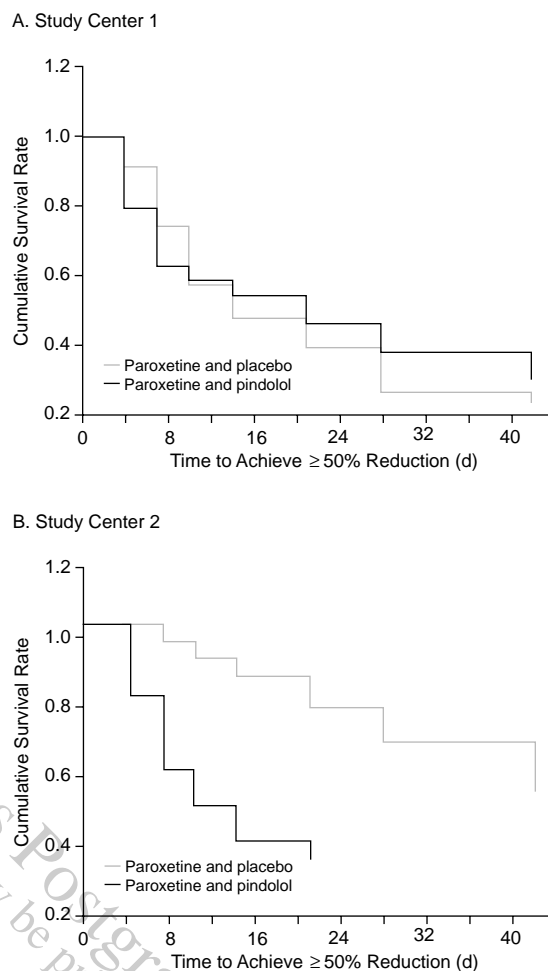 A. Study Center 1
1.2
1.0
0.8
0.6
0.4
0.2
Cumulative Survival Rate
Paroxetine and placebo
Paroxetine and pindolol
0 8 16 24 32 40
Time to Achieve ≥ 50% Reduction (d)
B. Study Center 2
1.2
1.0
0.8
0.6
0.4
0.2
Cumulative Survival Rate
Paroxetine and placebo
Paroxetine and pindolol
0 8 16 24 32 40
Time to Achieve ≥ 50% Reduction (d)
s Postgra
y be p